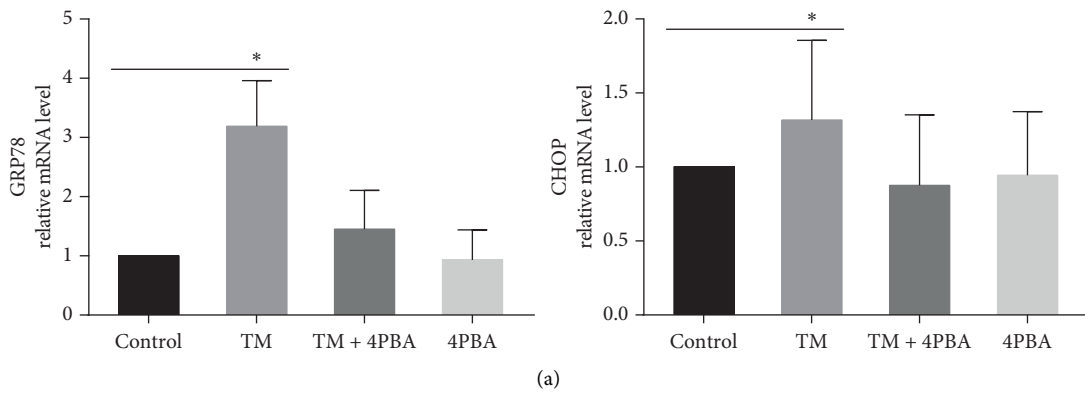 GRP78
relative mRNA level
5
4
3
2
1
0
*
Control
TM
TM + 4PBA
4PBA
CHOP
relative mRNA level
2.0
1.5
1.0
0.5
0.0
*
Control
TM
TM + 4PBA
4PBA
(a)